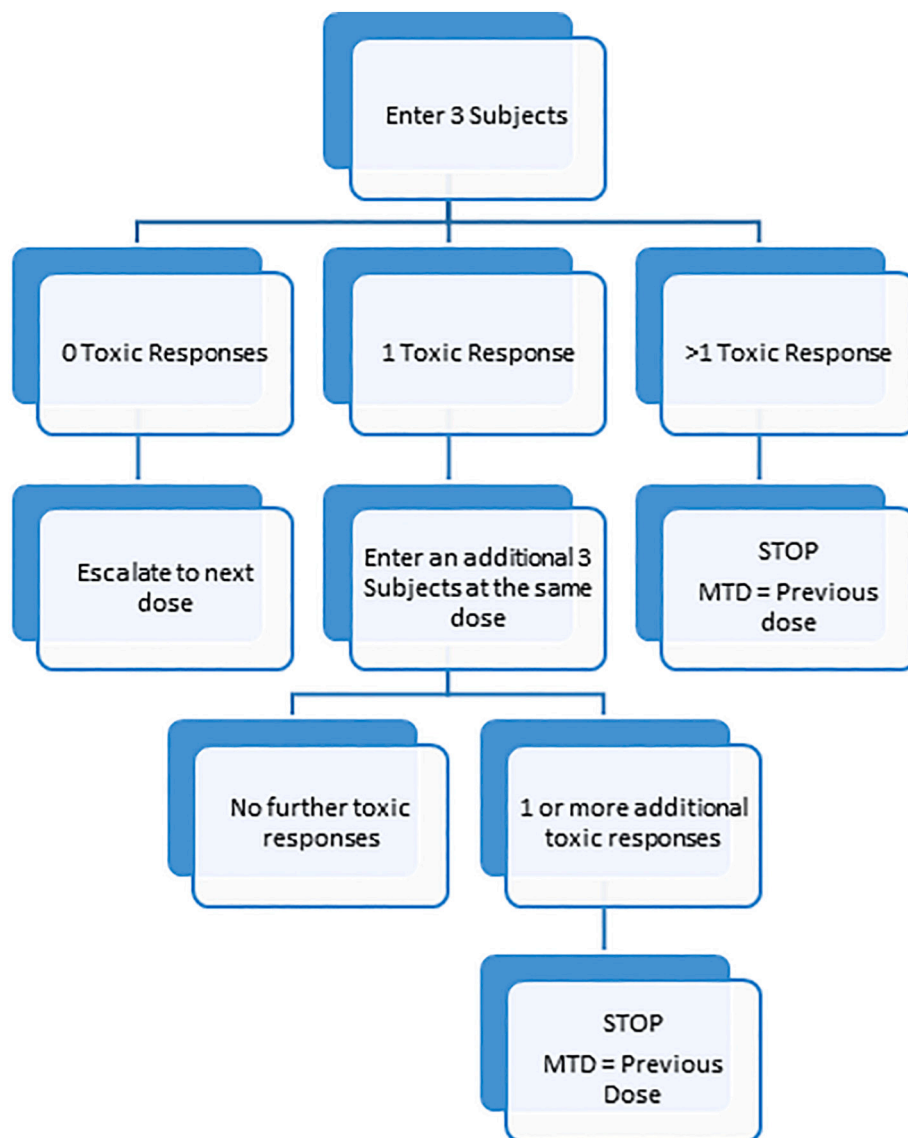 Enter 3 Subjects
0 Toxic Responses
1 Toxic Response
>1 Toxic Response
Escalate to next
dose
Enter an additional 3
Subjects at the same
dose
STOP
MTD = Previous
dose
No further toxic
responses
1 or more additional
toxic responses
STOP
MTD = Previous
Dose